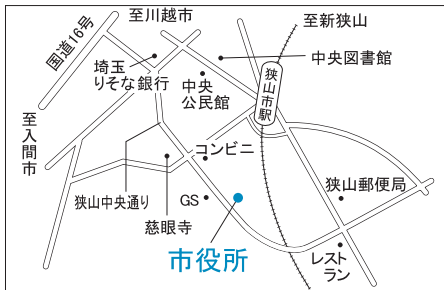 至川越市
至新狭山
国道16号
埼玉
りそな銀行
中央図書館
中央
公民館
狭山市駅
至入間市
コンビニ
狭山中央通り
慈眼寺
GS
狭山郵便局
市役所
レスト
ラン